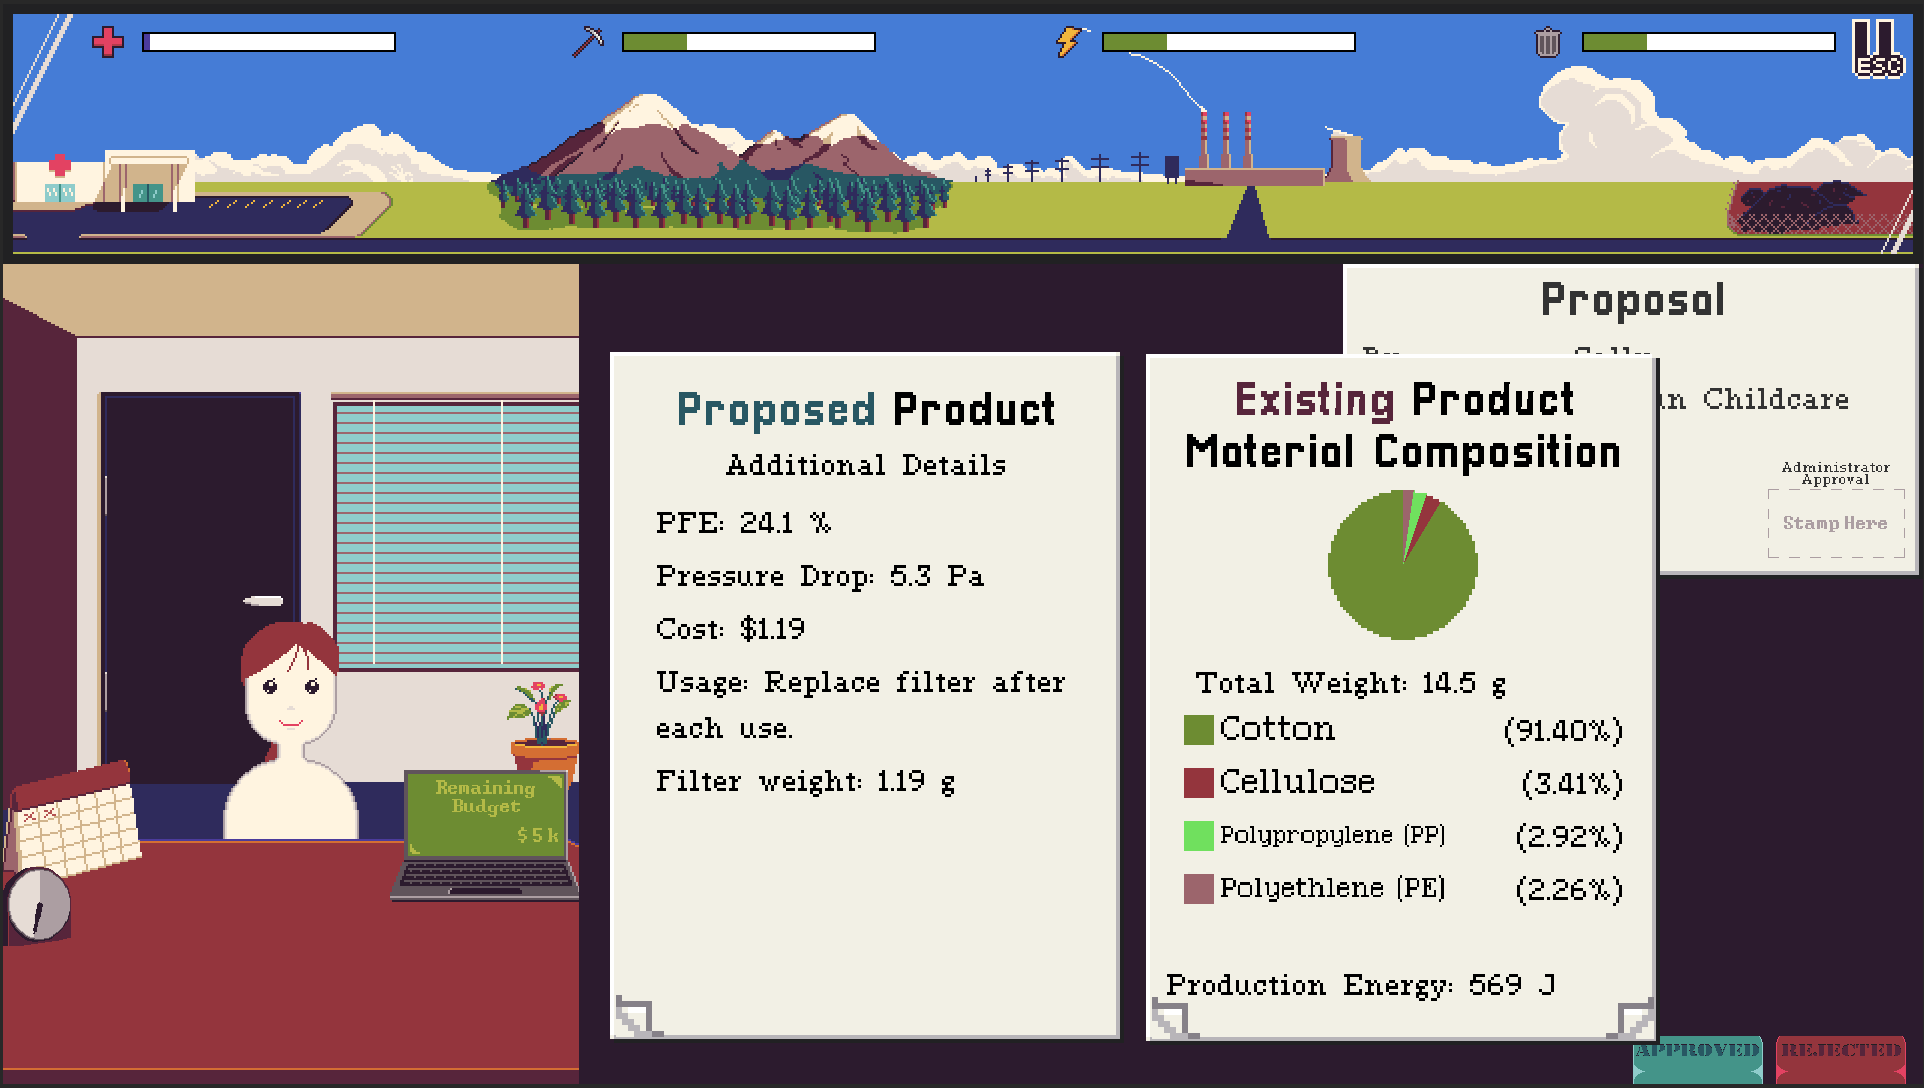 ESC
Proposal
in Childcare
Administrator
Approval
Stamp Here
Proposed Product
Additional Details
PFE: 24.1 %
Pressure Drop: 5.3 Pa
Cost: $1.19
Usage: Replace filter after
each use.
Filter weight: 1.19 g
Existing Product
Material Composition
Total Weight: 14.5 g
Cotton (91.40%)
Cellulose (3.41%)
Polypropylene (PP) (2.92%)
Polyethlene (PE) (2.26%)
Production Energy: 569 J
Remaining
Budget
$5k
APPROVED
REJECTED